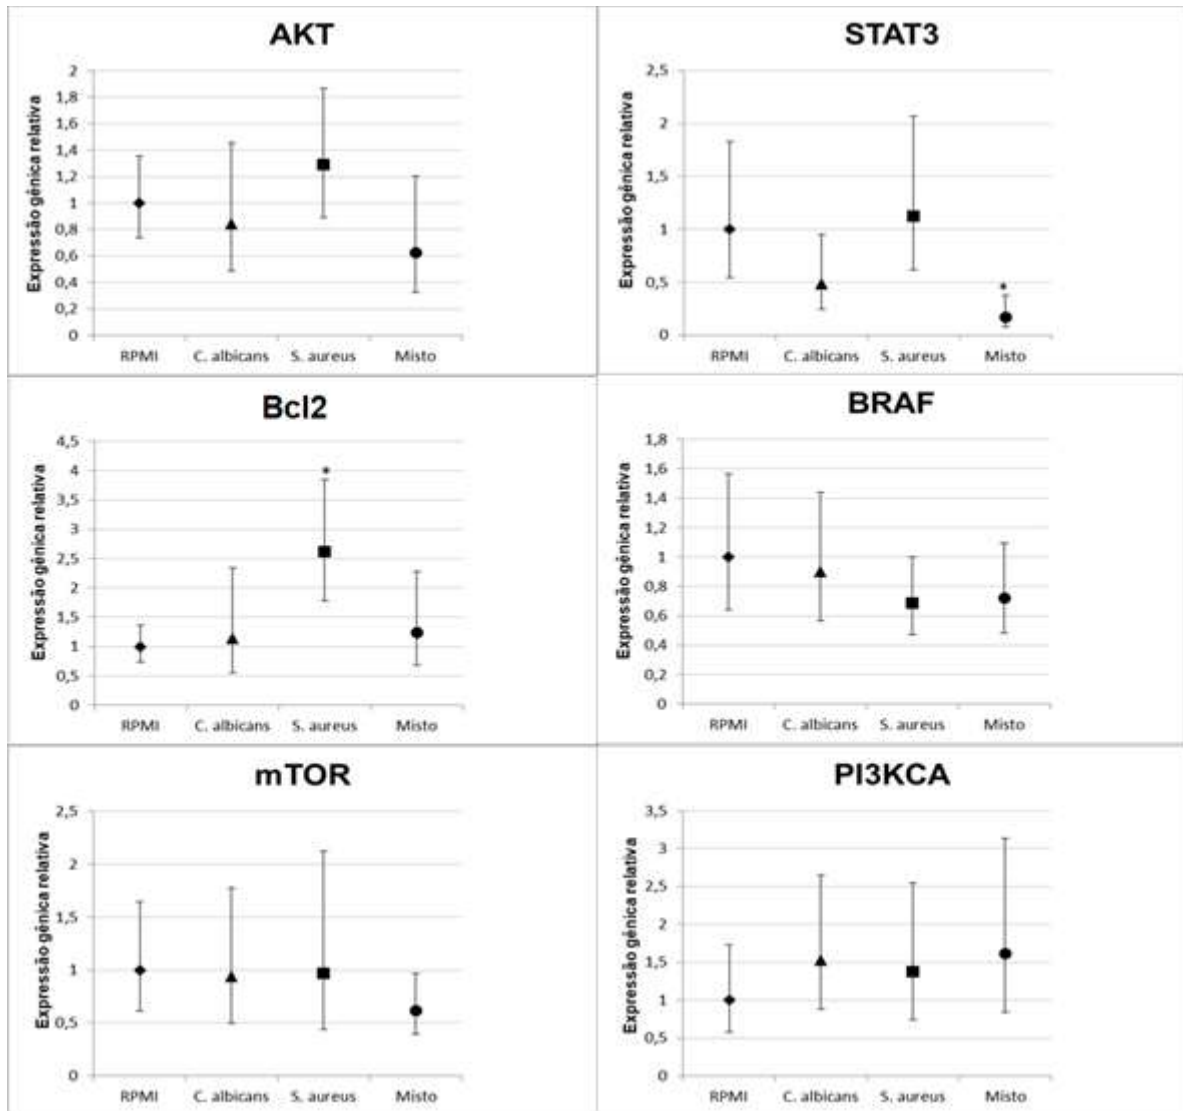 AKT
Expressão gênica relativa
2
1,8
1,6
1,4
1,2
1
0,8
0,6
0,4
0,2
0
RPMI C. albicans S. aureus Misto
STAT3
Expressão gênica relativa
2,5
2
1,5
1
0,5
0
*
RPMI C. albicans S. aureus Misto
Bcl2
Expressão gênica relativa
4,5
4
3,5
3
2,5
2
1,5
1
0,5
0
*
RPMI C. albicans S. aureus Misto
BRAF
Expressão gênica relativa
1,8
1,6
1,4
1,2
1
0,8
0,6
0,4
0,2
0
RPMI C. albicans S. aureus Misto
mTOR
Expressão gênica relativa
2,5
2
1,5
1
0,5
0
RPMI C. albicans S. aureus Misto
PI3KCA
Expressão gênica relativa
3,5
3
2,5
2
1,5
1
0,5
0
RPMI C. albicans S. aureus Misto